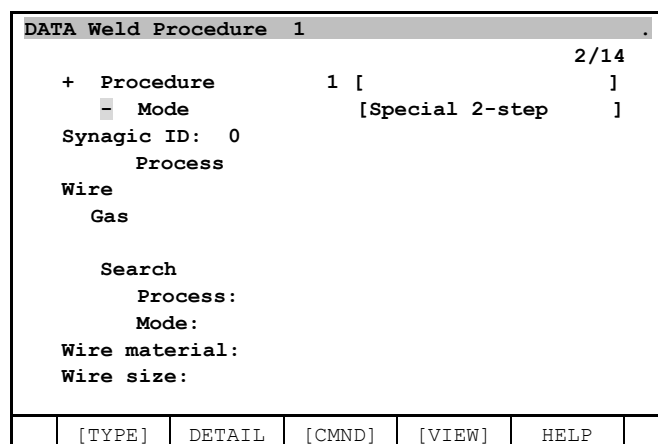 DATA Weld Procedure 1 .
2/14
+ Procedure 1 [ ]
- Mode [Special 2-step ]
Synagic ID: 0
Process
Wire
Gas
Search
Process:
Mode:
Wire material:
Wire size:
[TYPE] DETAIL [CMND] [VIEW] HELP